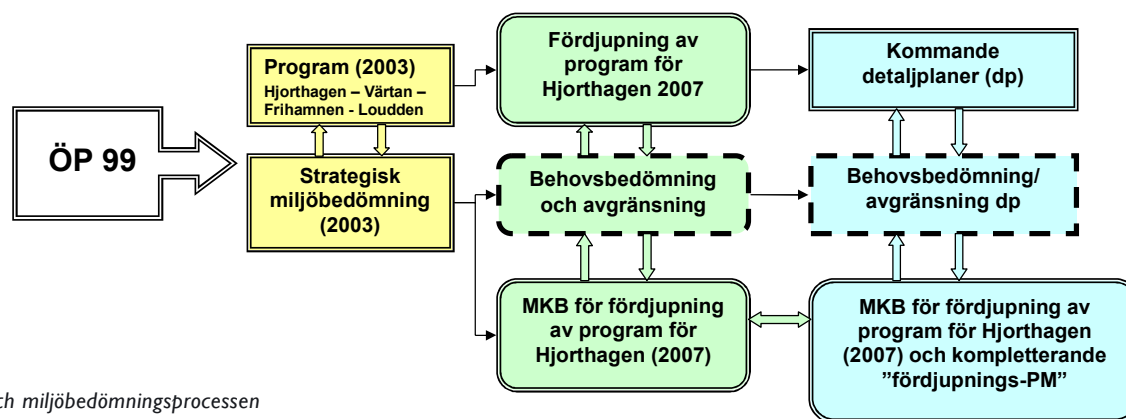 ÖP 99
Program (2003)
Hjorthagen – Värtan –
Frihamnen - Loudden
Strategisk
miljöbedömning
(2003)
Fördjupning av
program för
Hjorthagen 2007
Behovsbedömning
och avgränsning
MKB för fördjupning
av program för
Hjorthagen (2007)
Kommande
detaljplaner (dp)
Behovsbedömning/
avgränsning dp
MKB för fördjupning av
program för Hjorthagen
(2007) och kompletterande
”fördjupnings-PM”
ch miljöbedömningsprocessen